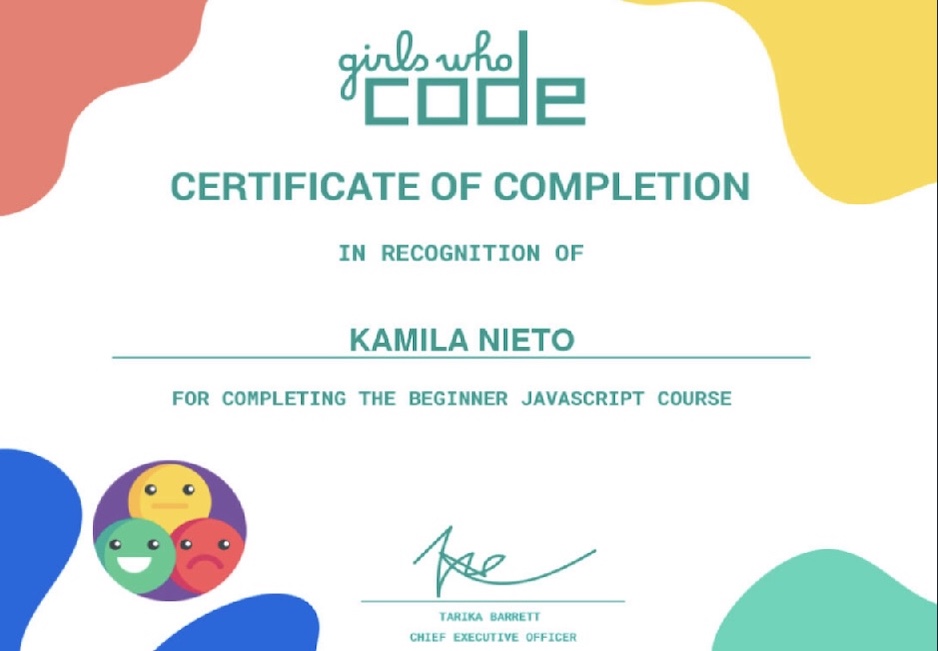 girls who
code
CERTIFICATE OF COMPLETION
IN RECOGNITION OF
KAMILA NIETO
FOR COMPLETING THE BEGINNER JAVASCRIPT COURSE
TARIKA BARRETT
CHIEF EXECUTIVE OFFICER